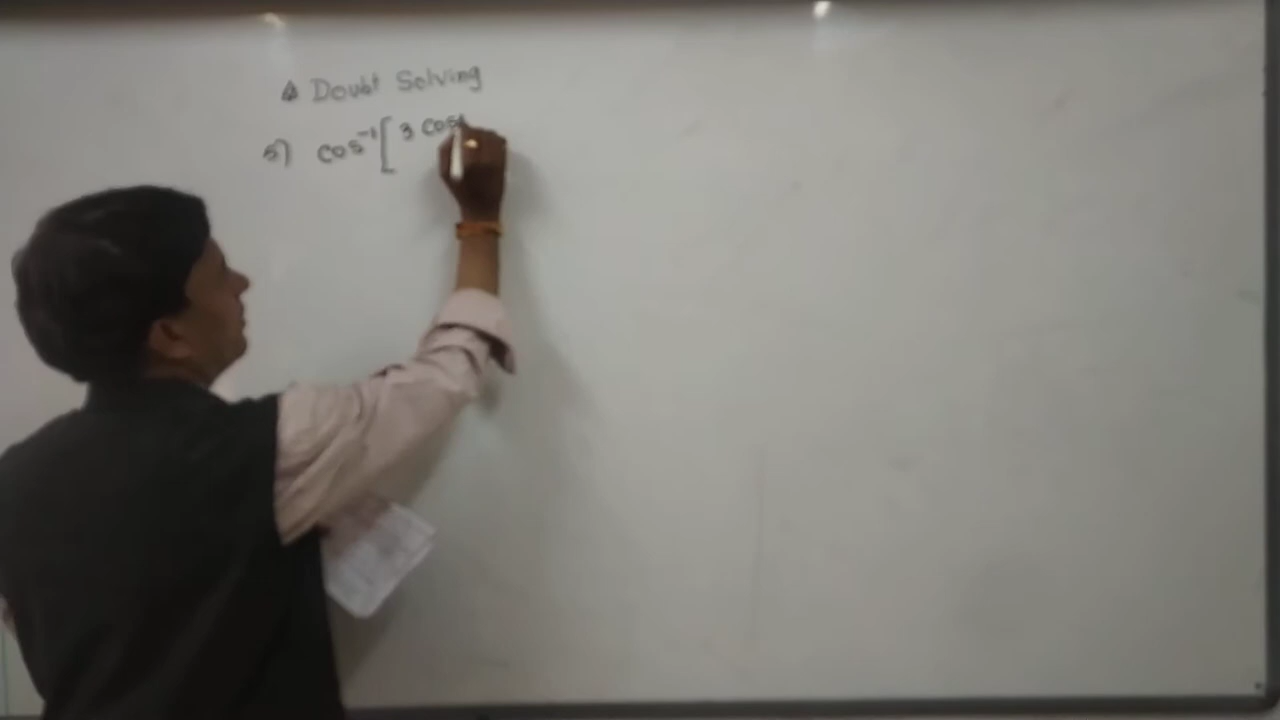 Doubt Solving
5) cos⁻¹[ 3 cos